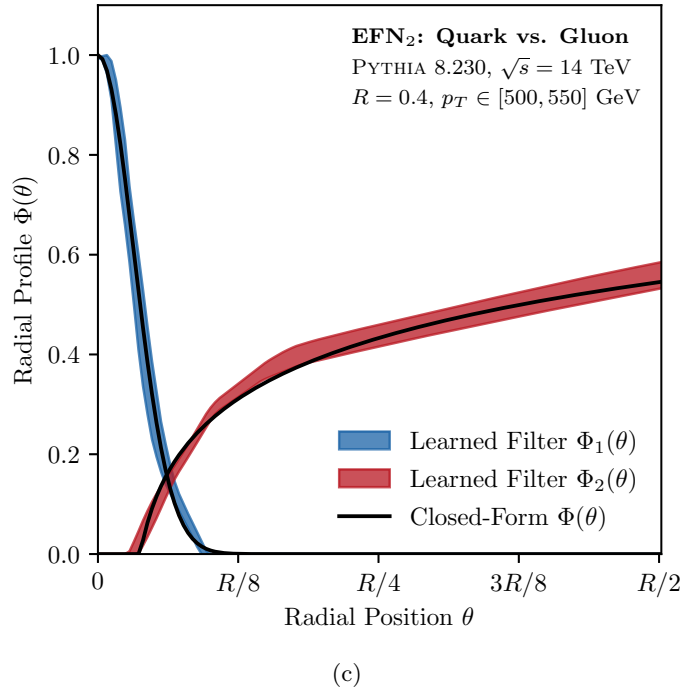 EFN₂: Quark vs. Gluon
PYTHIA 8.230, √s = 14 TeV
R = 0.4, p_T ∈ [500, 550] GeV
Radial Profile Φ(θ)
1.0
0.8
0.6
0.4
0.2
0.0
Learned Filter Φ₁(θ)
Learned Filter Φ₂(θ)
Closed-Form Φ(θ)
0 R/8 R/4 3R/8 R/2
Radial Position θ
(c)